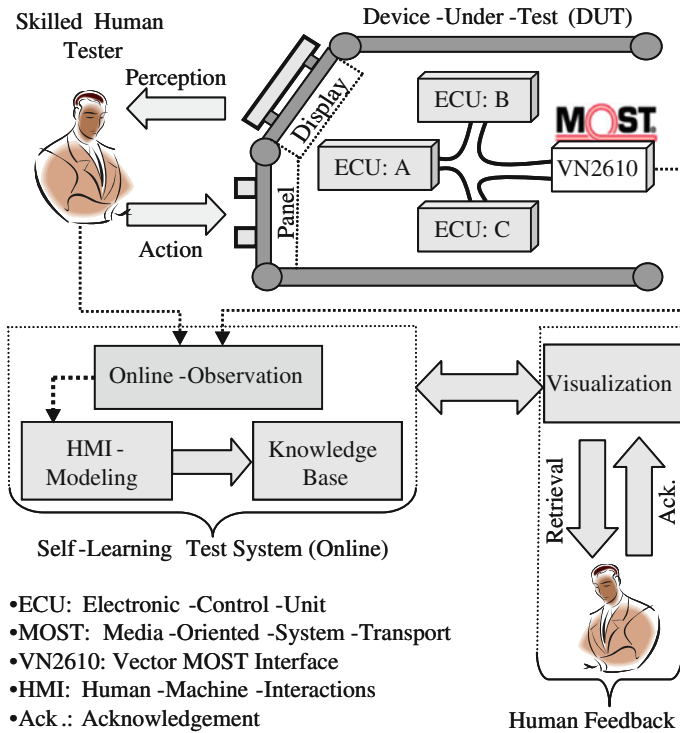 Skilled Human
Tester
Device -Under -Test (DUT)
Perception
Display
ECU: B
MOST®
ECU: A
VN2610
Panel
ECU: C
Action
Online -Observation
Visualization
HMI -
Modeling
Knowledge
Base
Retrieval
Ack.
Self -Learning Test System (Online)
•ECU: Electronic -Control -Unit
•MOST: Media -Oriented -System -Transport
•VN2610: Vector MOST Interface
•HMI: Human -Machine -Interactions
•Ack .: Acknowledgement
Human Feedback